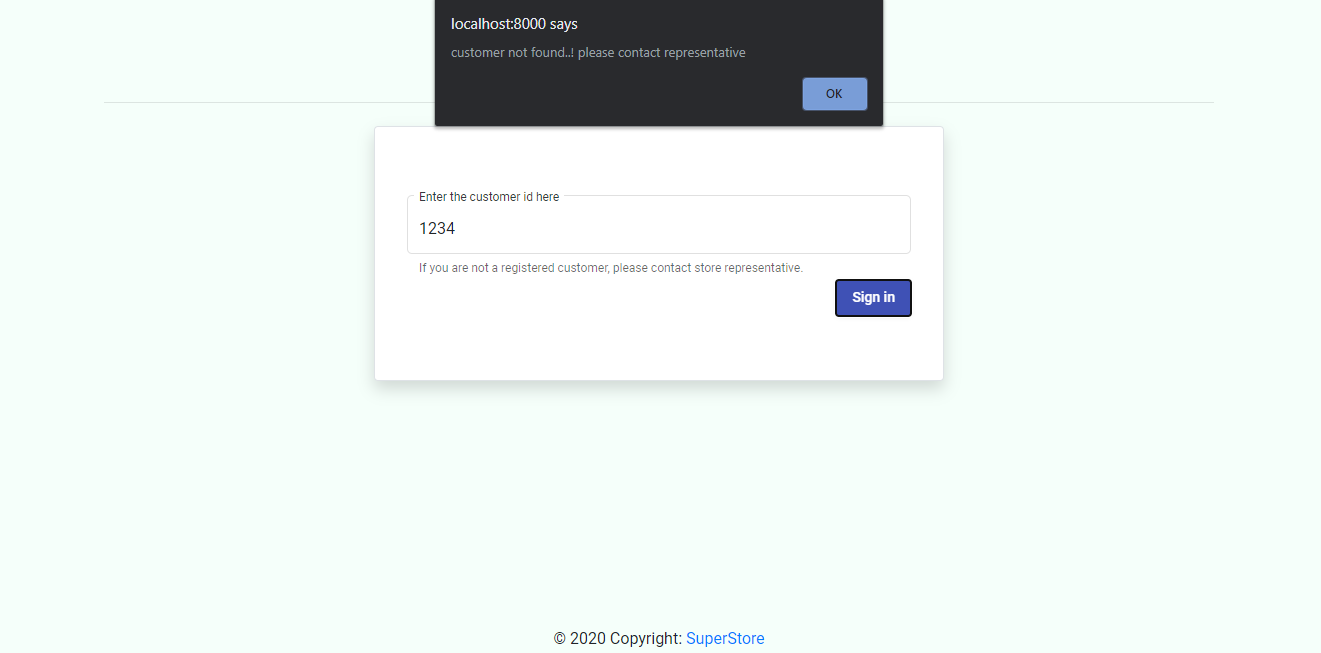 localhost:8000 says
customer not found..! please contact representative
OK
Enter the customer id here
1234
If you are not a registered customer, please contact store representative.
Sign in
© 2020 Copyright: SuperStore